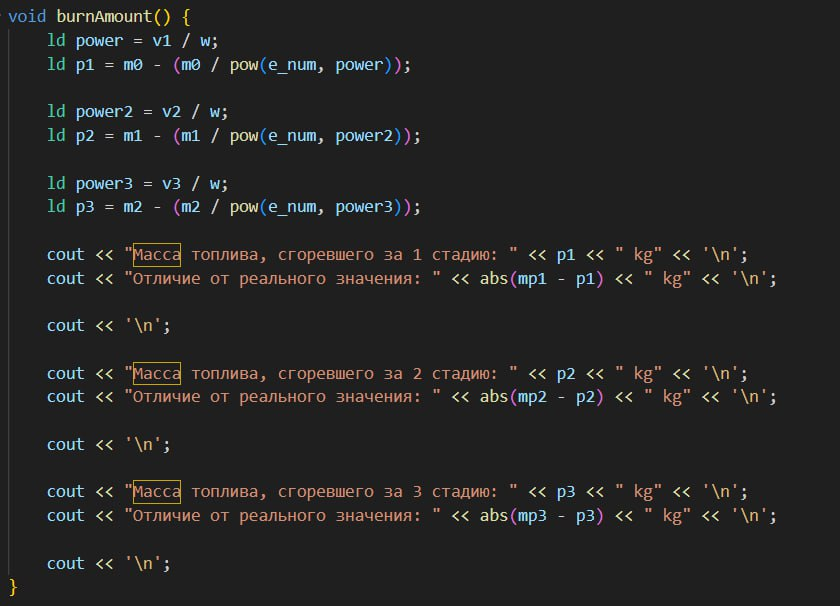 void burnAmount() {
    ld power = v1 / w;
    ld p1 = m0 - (m0 / pow(e_num, power));

    ld power2 = v2 / w;
    ld p2 = m1 - (m1 / pow(e_num, power2));

    ld power3 = v3 / w;
    ld p3 = m2 - (m2 / pow(e_num, power3));

    cout << "Масса топлива, сгоревшего за 1 стадию: " << p1 << " kg" << '\n';
    cout << "Отличие от реального значения: " << abs(mp1 - p1) << " kg" << '\n';

    cout << '\n';

    cout << "Масса топлива, сгоревшего за 2 стадию: " << p2 << " kg" << '\n';
    cout << "Отличие от реального значения: " << abs(mp2 - p2) << " kg" << '\n';

    cout << '\n';

    cout << "Масса топлива, сгоревшего за 3 стадию: " << p3 << " kg" << '\n';
    cout << "Отличие от реального значения: " << abs(mp3 - p3) << " kg" << '\n';

    cout << '\n';
}